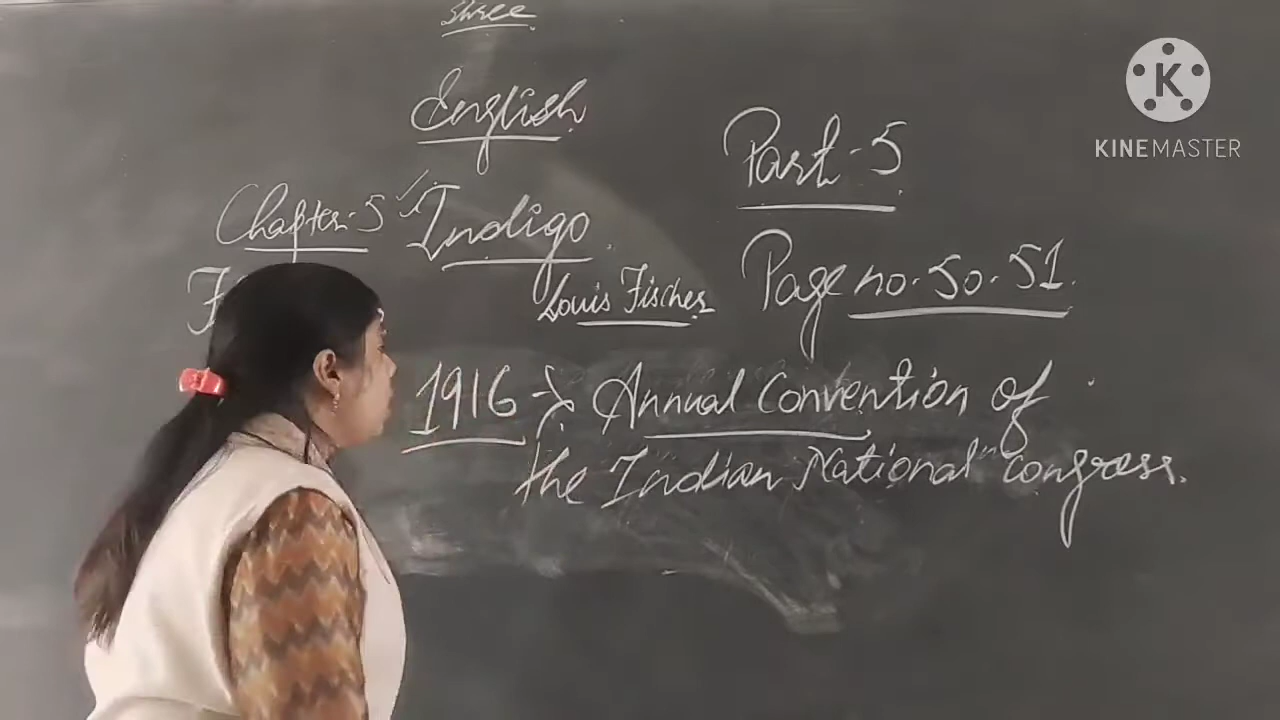 Shree
English
Part-5
Chapter-5 Indigo
Louis Fischer
Page no. 50-51.
1916 -> Annual Convention of
the Indian National Congress.
K
KINEMASTER